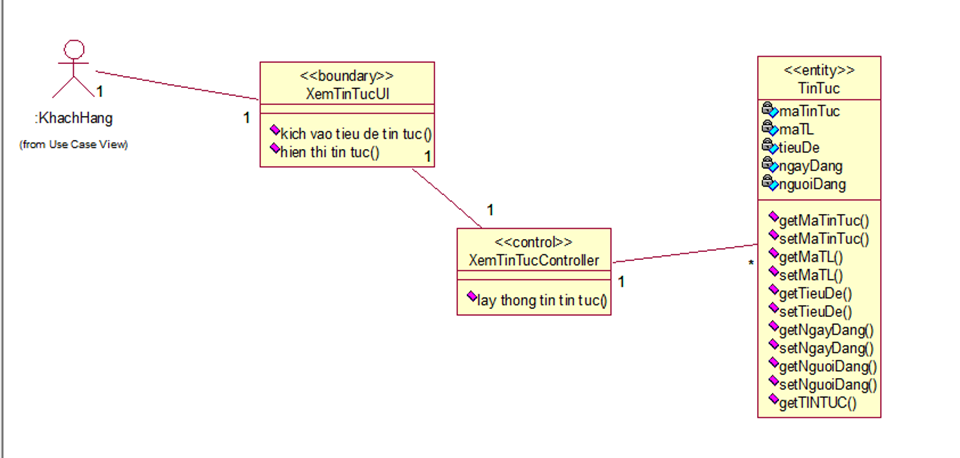 :KhachHang
(from Use Case View)
1
1
<<boundary>>
XemTinTucUI
kich vao tieu de tin tuc()
hien thi tin tuc()
1
1
<<control>>
XemTinTucController
lay thong tin tin tuc()
1
*
<<entity>>
TinTuc
maTinTuc
maTL
tieuDe
ngayDang
nguoiDang
getMaTinTuc()
setMaTinTuc()
getMaTL()
setMaTL()
getTieuDe()
setTieuDe()
getNgayDang()
setNgayDang()
getNguoiDang()
setNguoiDang()
getTINTUC()